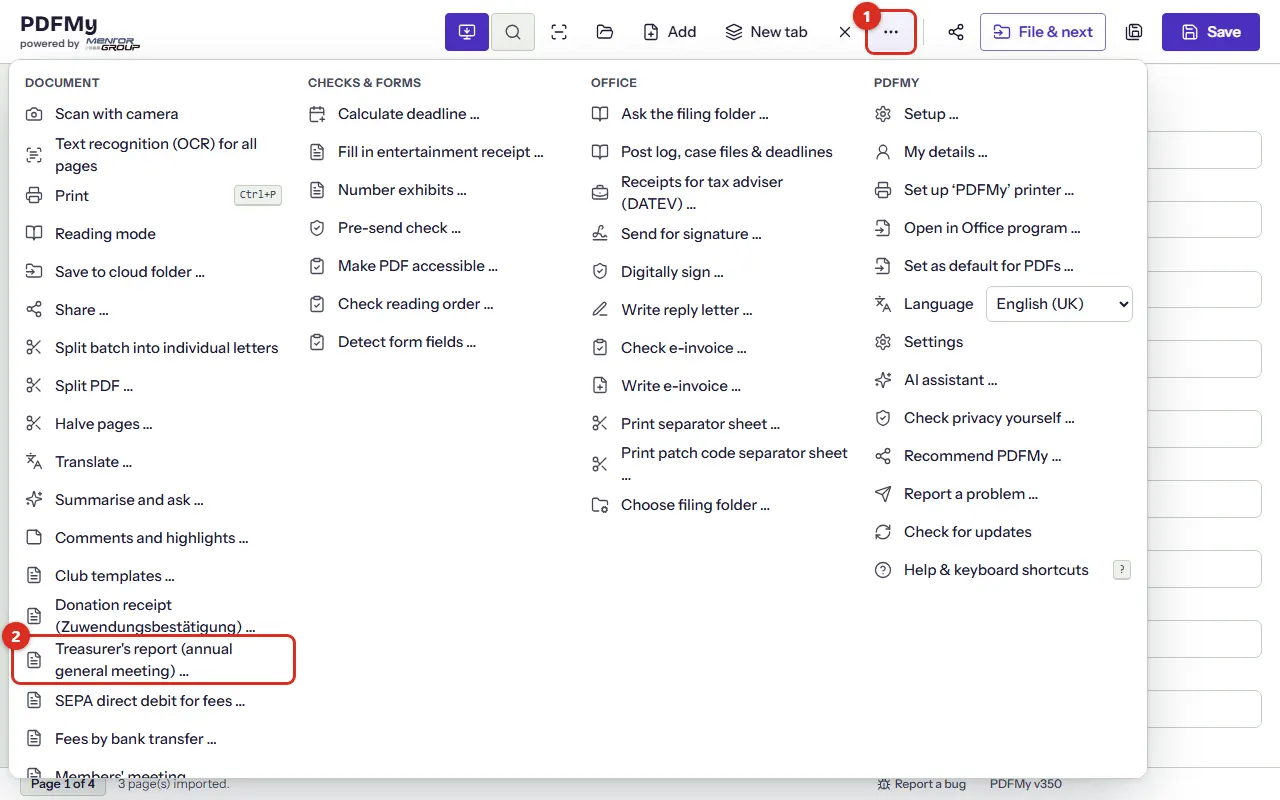 PDFMy
powered by MENTOR GROUP
Add
New tab
1
...
File & next
Save
DOCUMENT
Scan with camera
Text recognition (OCR) for all
pages
Print
Ctrl+P
Reading mode
Save to cloud folder ...
Share ...
Split batch into individual letters
Split PDF ...
Halve pages ...
Translate ...
Summarise and ask ...
Comments and highlights ...
Club templates ...
Donation receipt
(Zuwendungsbestätigung) ...
2
Treasurer's report (annual
general meeting) ...
SEPA direct debit for fees ...
Fees by bank transfer ...
Members' meeting
CHECKS & FORMS
Calculate deadline ...
Fill in entertainment receipt ...
Number exhibits ...
Pre-send check ...
Make PDF accessible ...
Check reading order ...
Detect form fields ...
OFFICE
Ask the filing folder ...
Post log, case files & deadlines
Receipts for tax adviser
(DATEV) ...
Send for signature ...
Digitally sign ...
Write reply letter ...
Check e-invoice ...
Write e-invoice ...
Print separator sheet ...
Print patch code separator sheet
...
Choose filing folder ...
PDFMY
Setup ...
My details ...
Set up ‘PDFMy’ printer ...
Open in Office program ...
Set as default for PDFs ...
Language
English (UK)
Settings
AI assistant ...
Check privacy yourself ...
Recommend PDFMy ...
Report a problem ...
Check for updates
Help & keyboard shortcuts
?
Page 1 of 4
3 page(s) imported.
Report a bug
PDFMy v350